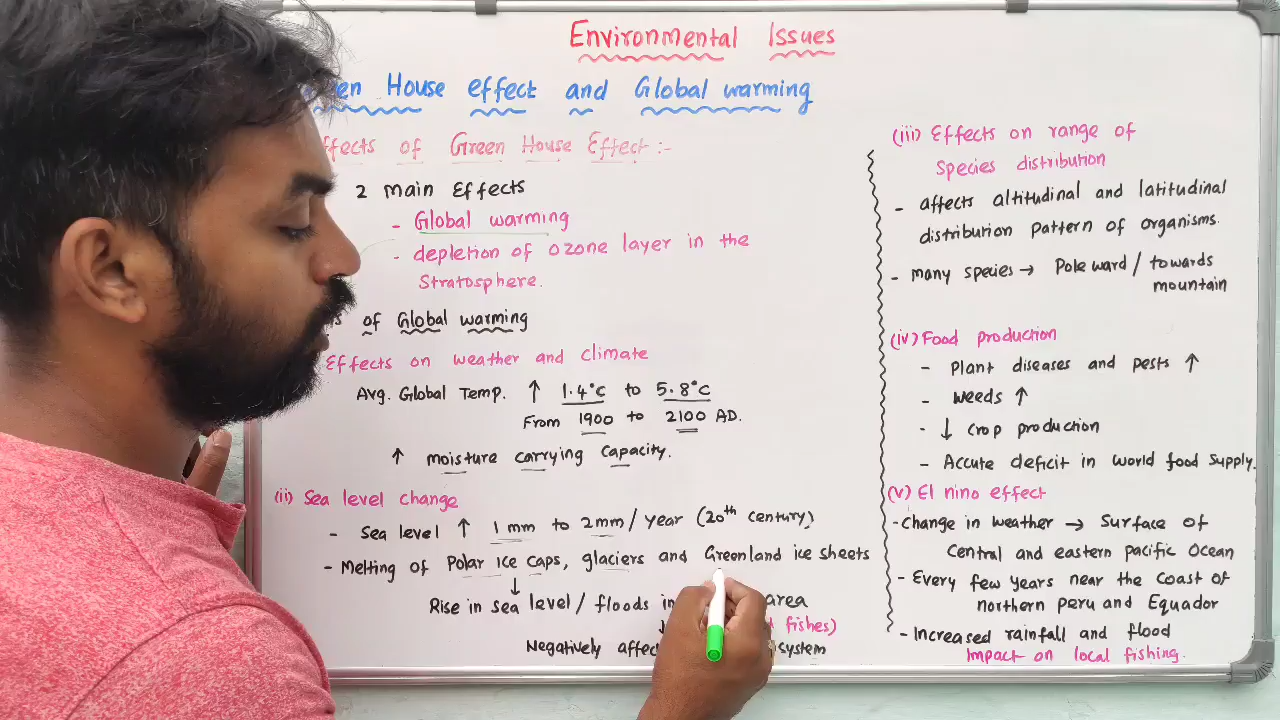 Environmental Issues
een House effect and Global warming
ffects of Green House Effect :-
2 Main Effects
- Global warming
- depletion of ozone layer in the
Stratosphere.
s of Global warming
Effects on weather and climate
Avg. Global Temp. ↑ 1.4°C to 5.8°C
From 1900 to 2100 AD.
↑ moisture carrying capacity.
(ii) Sea level change
- Sea level ↑ 1 mm to 2mm/year (20th century)
- Melting of Polar ice caps, glaciers and Greenland ice sheets
↓
Rise in sea level/floods in area
↓ fishes)
Negatively affec system
(iii) Effects on range of
Species distribution
- affects altitudinal and latitudinal
distribution pattern of organisms.
- many species → Pole ward / towards
mountain
(iv) Food production
- Plant diseases and pests ↑
- Weeds ↑
- ↓ crop production
- Accute deficit in world food supply.
(v) El nino effect
- Change in weather → Surface of
Central and eastern pacific Ocean
- Every few years near the coast of
northern peru and Equador
- Increased rainfall and flood
Impact on local fishing.